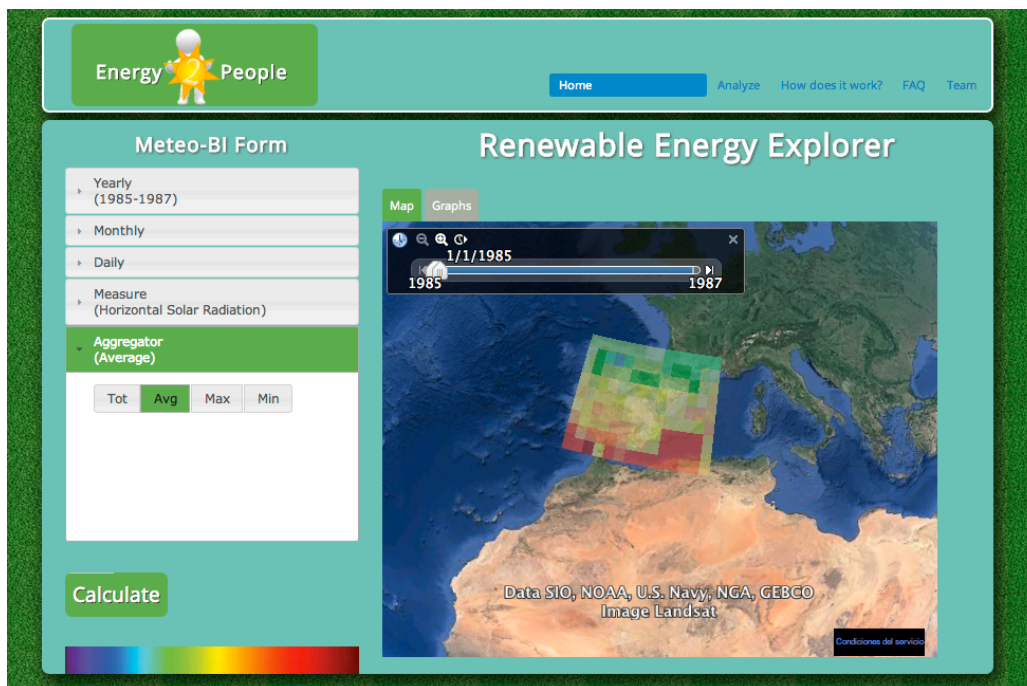 Energy 2 People
Home
Analyze
How does it work?
FAQ
Team
Meteo-BI Form
Yearly
(1985-1987)
Monthly
Daily
Measure
(Horizontal Solar Radiation)
Aggregator
(Average)
Tot
Avg
Max
Min
Calculate
Renewable Energy Explorer
Map
Graphs
1/1/1985
1985
1987
Data SIO, NOAA, U.S. Navy, NGA, GEBCO
Image Landsat
Condiciones del servicio